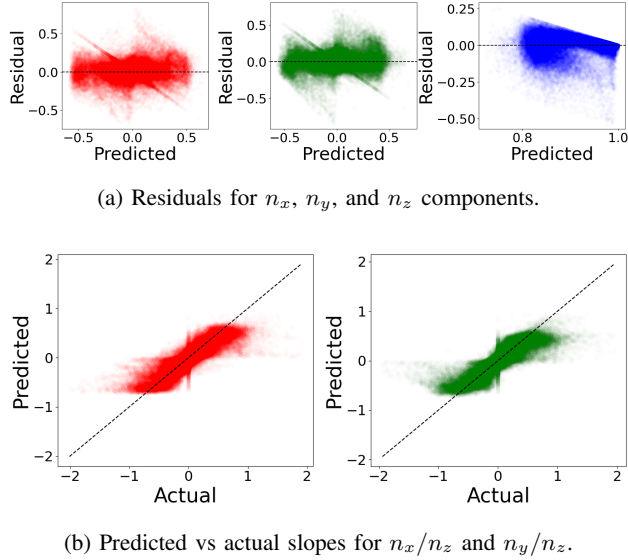 0.5
0.0
−0.5
Residual
−0.5 0.0 0.5
Predicted
0.5
0.0
−0.5
Residual
−0.5 0.0 0.5
Predicted
0.25
0.00
−0.25
−0.50
Residual
0.8 1.0
Predicted
(a) Residuals for nx, ny, and nz components.
2
1
0
−1
−2
Predicted
−2 −1 0 1 2
Actual
2
1
0
−1
−2
Predicted
−2 −1 0 1 2
Actual
(b) Predicted vs actual slopes for nx/nz and ny/nz.